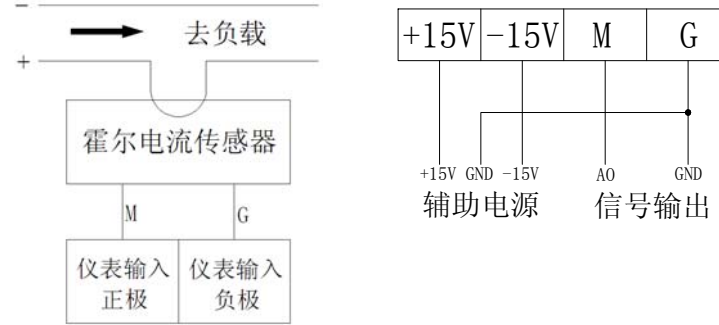 −
去负载
+
霍尔电流传感器
M
G
仪表输入
正极
仪表输入
负极
+15V
-15V
M
G
+15V
GND
-15V
AO
GND
辅助电源
信号输出